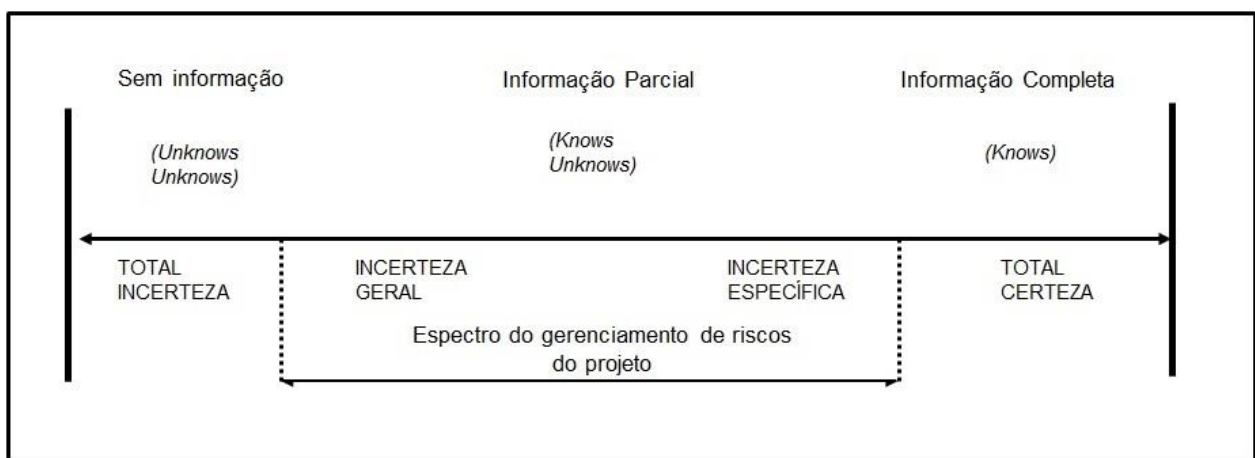 Sem informação
Informação Parcial
Informação Completa
(Unknows
Unknows)
(Knows
Unknows)
(Knows)
TOTAL
INCERTEZA
INCERTEZA
GERAL
INCERTEZA
ESPECÍFICA
TOTAL
CERTEZA
Espectro do gerenciamento de riscos
do projeto